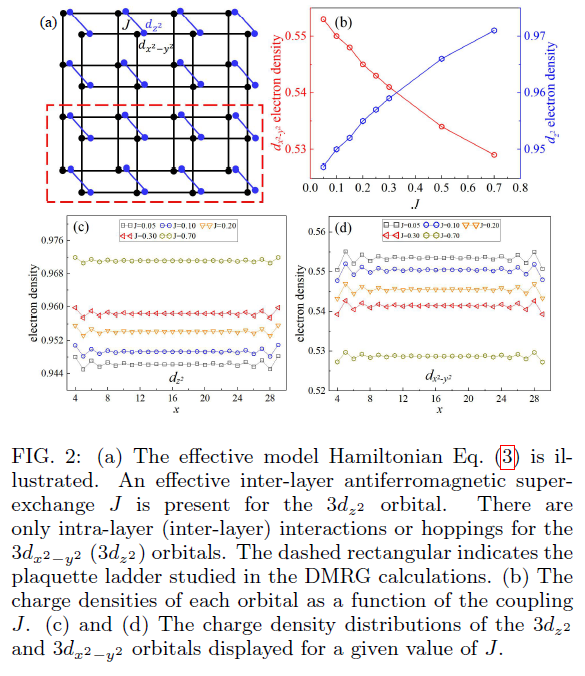 (a)
J
d_{z^2}
d_{x^2-y^2}
(b)
d_{x^2-y^2} electron density
0.55
0.54
0.53
0.97
0.96
0.95
d_{z^2} electron density
0.0 0.1 0.2 0.3 0.4 0.5 0.6 0.7 0.8
J
(c)
J=0.05 J=0.10 J=0.20
J=0.30 J=0.70
electron density
0.976
0.960
0.952
0.944
d_{z^2}
4 8 12 16 20 24 28
x
(d)
J=0.05 J=0.10 J=0.20
J=0.30 J=0.70
electron density
0.56
0.55
0.54
0.53
0.52
d_{x^2-y^2}
4 8 12 16 20 24 28
x
FIG. 2: (a) The effective model Hamiltonian Eq. (3) is il-
lustrated. An effective inter-layer antiferromagnetic super-
exchange J is present for the 3d_{z^2} orbital. There are
only intra-layer (inter-layer) interactions or hoppings for the
3d_{x^2-y^2} (3d_{z^2}) orbitals. The dashed rectangular indicates the
plaquette ladder studied in the DMRG calculations. (b) The
charge densities of each orbital as a function of the coupling
J. (c) and (d) The charge density distributions of the 3d_{z^2}
and 3d_{x^2-y^2} orbitals displayed for a given value of J.